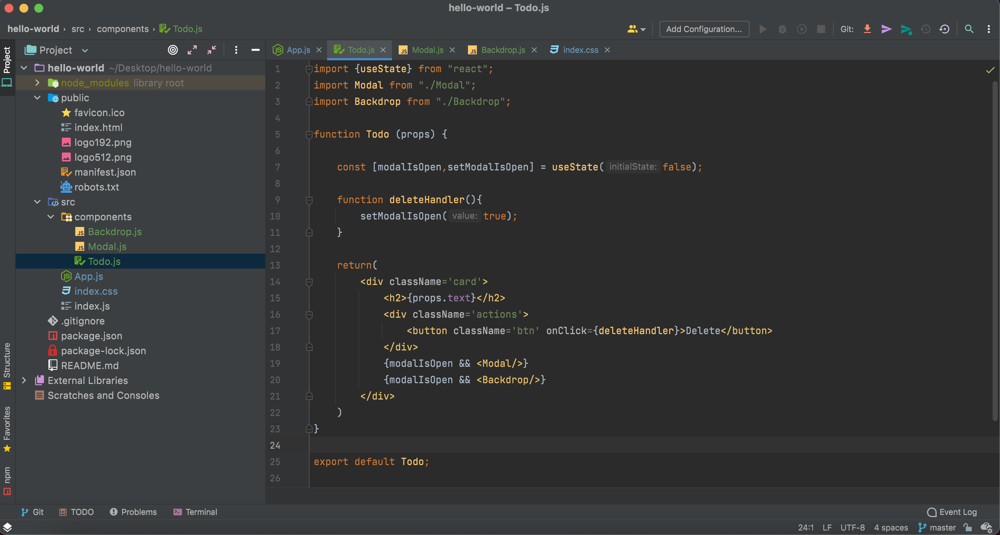 hello-world – Todo.js
hello-world › src › components › Todo.js
Add Configuration...
Git:
Project
Project
App.js
Todo.js
Modal.js
Backdrop.js
index.css
hello-world ~/Desktop/hello-world
node_modules library root
public
favicon.ico
index.html
logo192.png
logo512.png
manifest.json
robots.txt
src
components
Backdrop.js
Modal.js
Todo.js
App.js
index.css
index.js
.gitignore
package.json
package-lock.json
README.md
External Libraries
Scratches and Consoles
Structure
Favorites
npm
1 import {useState} from "react";
2 import Modal from "./Modal";
3 import Backdrop from "./Backdrop";
4
5 function Todo (props) {
6
7 const [modalIsOpen,setModalIsOpen] = useState( initialState: false);
8
9 function deleteHandler(){
10 setModalIsOpen( value: true);
11 }
12
13 return(
14 <div className='card'>
15 <h2>{props.text}</h2>
16 <div className='actions'>
17 <button className='btn' onClick={deleteHandler}>Delete</button>
18 </div>
19 {modalIsOpen && <Modal/>}
20 {modalIsOpen && <Backdrop/>}
21 </div>
22 )
23 }
24
25 export default Todo;
26
Git
TODO
Problems
Terminal
Event Log
24:1 LF UTF-8 4 spaces master